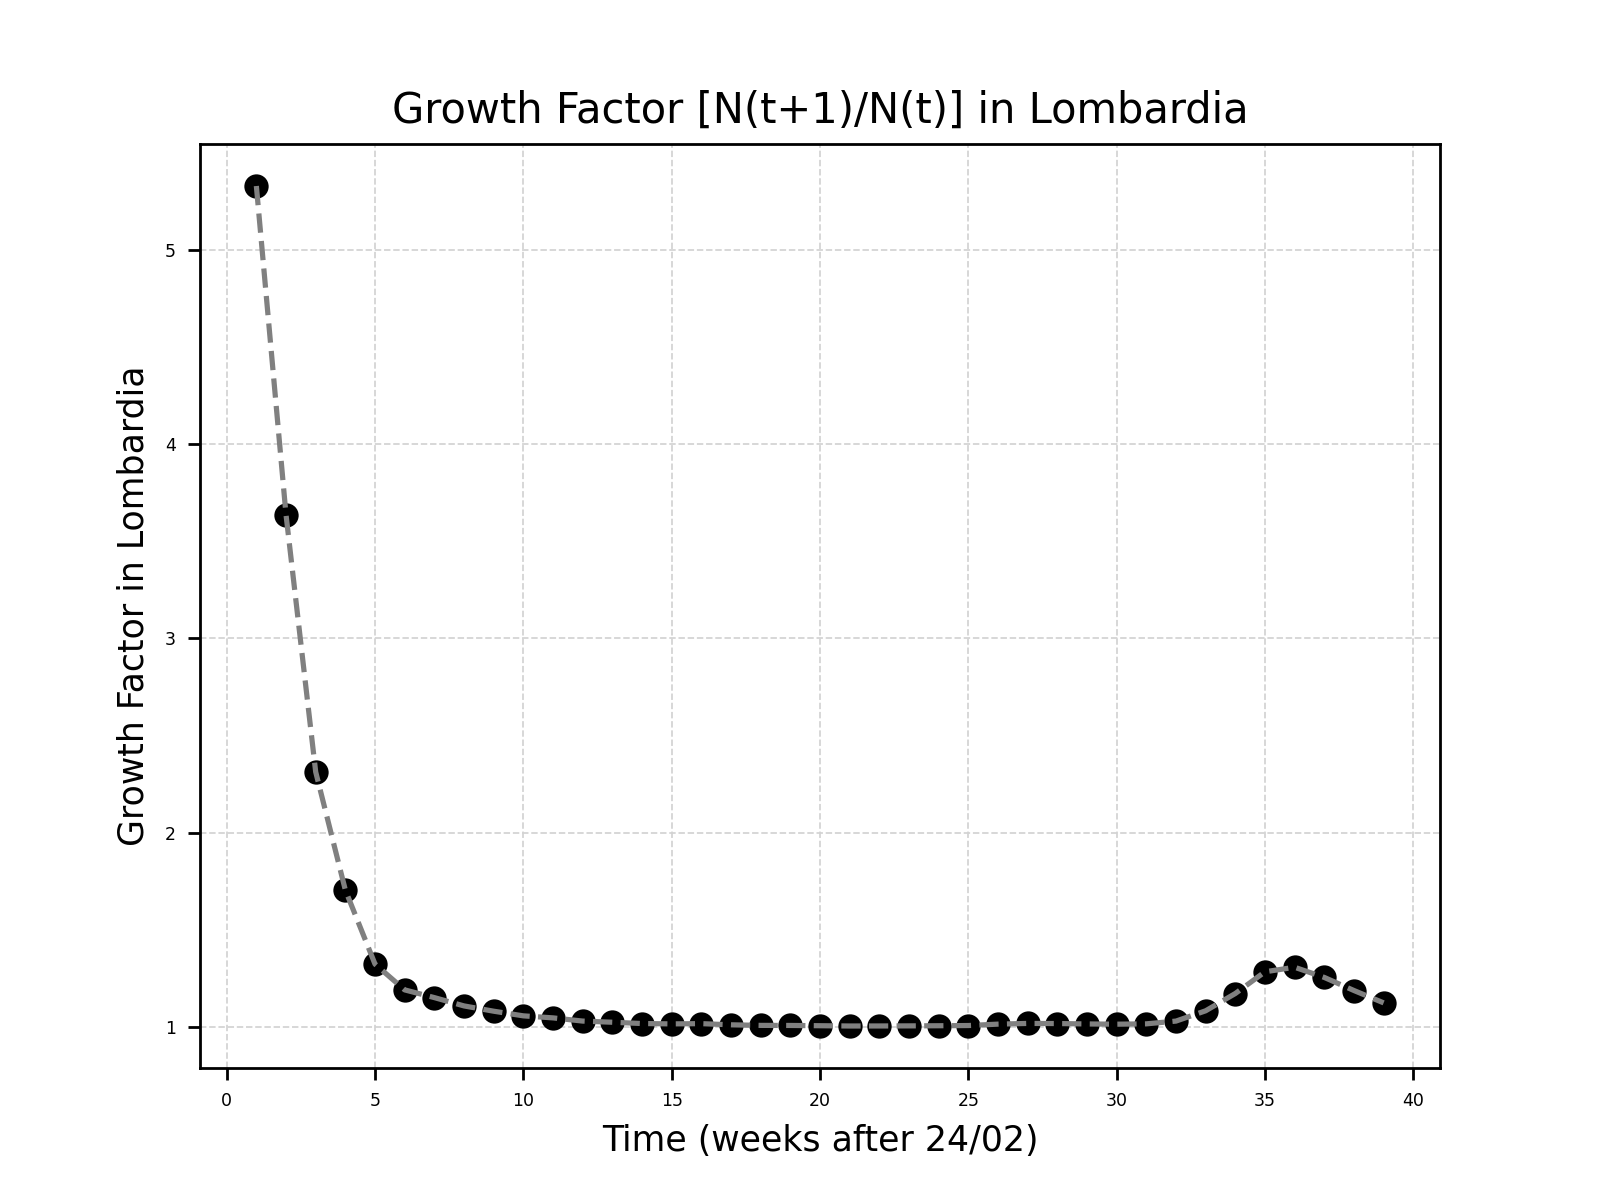 Growth Factor [N(t+1)/N(t)] in Lombardia
Growth Factor in Lombardia
5
4
3
2
1
0 5 10 15 20 25 30 35 40
Time (weeks after 24/02)